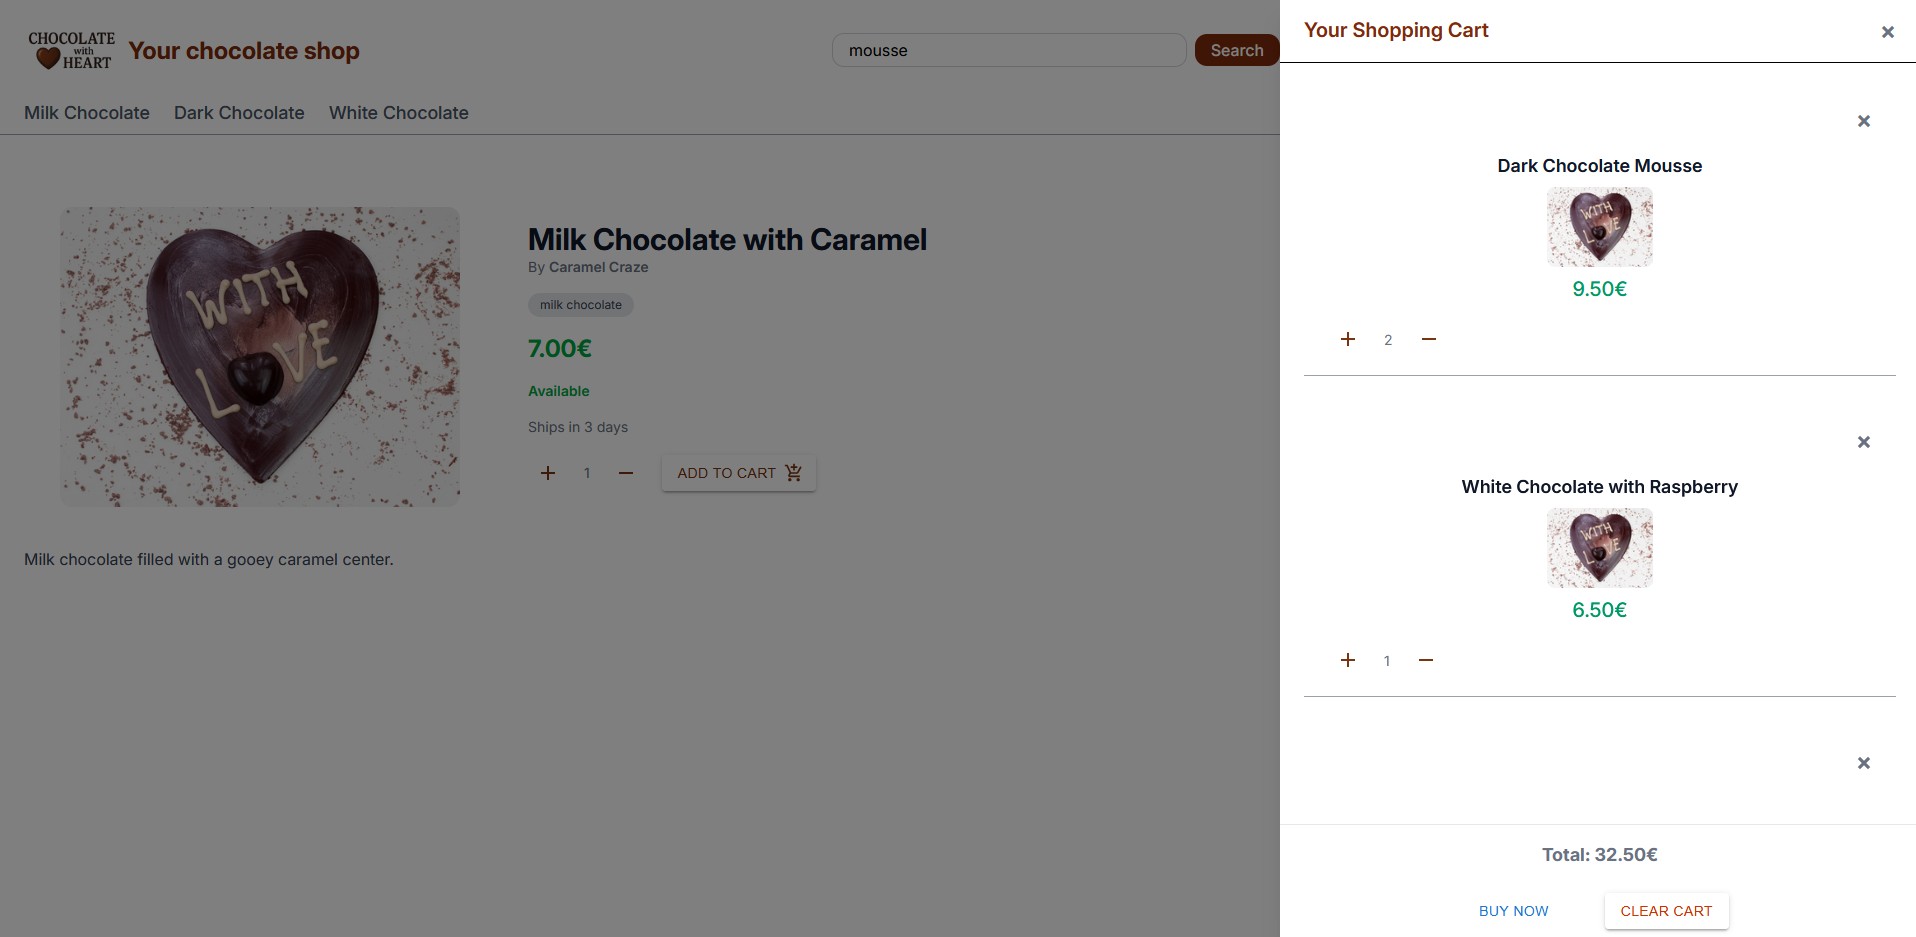 CHOCOLATE
with
HEART
Your chocolate shop
mousse
Search
Milk Chocolate
Dark Chocolate
White Chocolate
WITH
LOVE
Milk Chocolate with Caramel
By Caramel Craze
milk chocolate
7.00€
Available
Ships in 3 days
+ 1 −
ADD TO CART
Milk chocolate filled with a gooey caramel center.
Your Shopping Cart
×
×
Dark Chocolate Mousse
WITH
LOVE
9.50€
+ 2 −
×
White Chocolate with Raspberry
WITH
LOVE
6.50€
+ 1 −
×
Total: 32.50€
BUY NOW
CLEAR CART